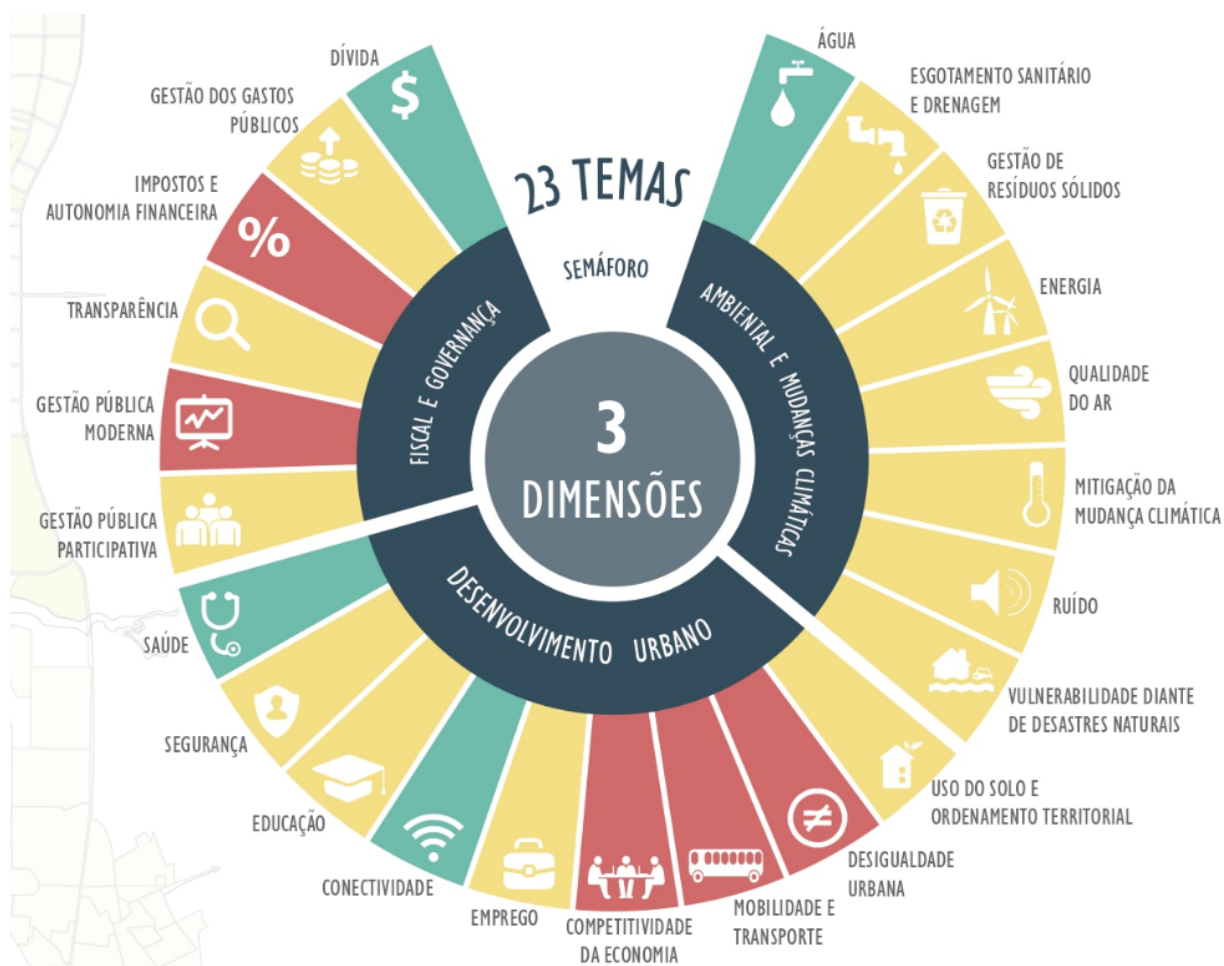 23 TEMAS
SEMÁFORO
3
DIMENSÕES
AMBIENTAL E MUDANÇAS CLIMÁTICAS
ÁGUA
ESGOTAMENTO SANITÁRIO
E DRENAGEM
GESTÃO DE
RESÍDUOS SÓLIDOS
ENERGIA
QUALIDADE
DO AR
MITIGAÇÃO DA
MUDANÇA CLIMÁTICA
RUÍDO
VULNERABILIDADE DIANTE
DE DESASTRES NATURAIS
DESENVOLVIMENTO URBANO
USO DO SOLO E
ORDENAMENTO TERRITORIAL
DESIGUALDADE
URBANA
MOBILIDADE E
TRANSPORTE
COMPETITIVIDADE
DA ECONOMIA
EMPREGO
CONECTIVIDADE
EDUCAÇÃO
SEGURANÇA
SAÚDE
FISCAL E GOVERNANÇA
GESTÃO PÚBLICA
PARTICIPATIVA
GESTÃO PÚBLICA
MODERNA
TRANSPARÊNCIA
IMPOSTOS E
AUTONOMIA FINANCEIRA
%
GESTÃO DOS GASTOS
PÚBLICOS
DÍVIDA
$